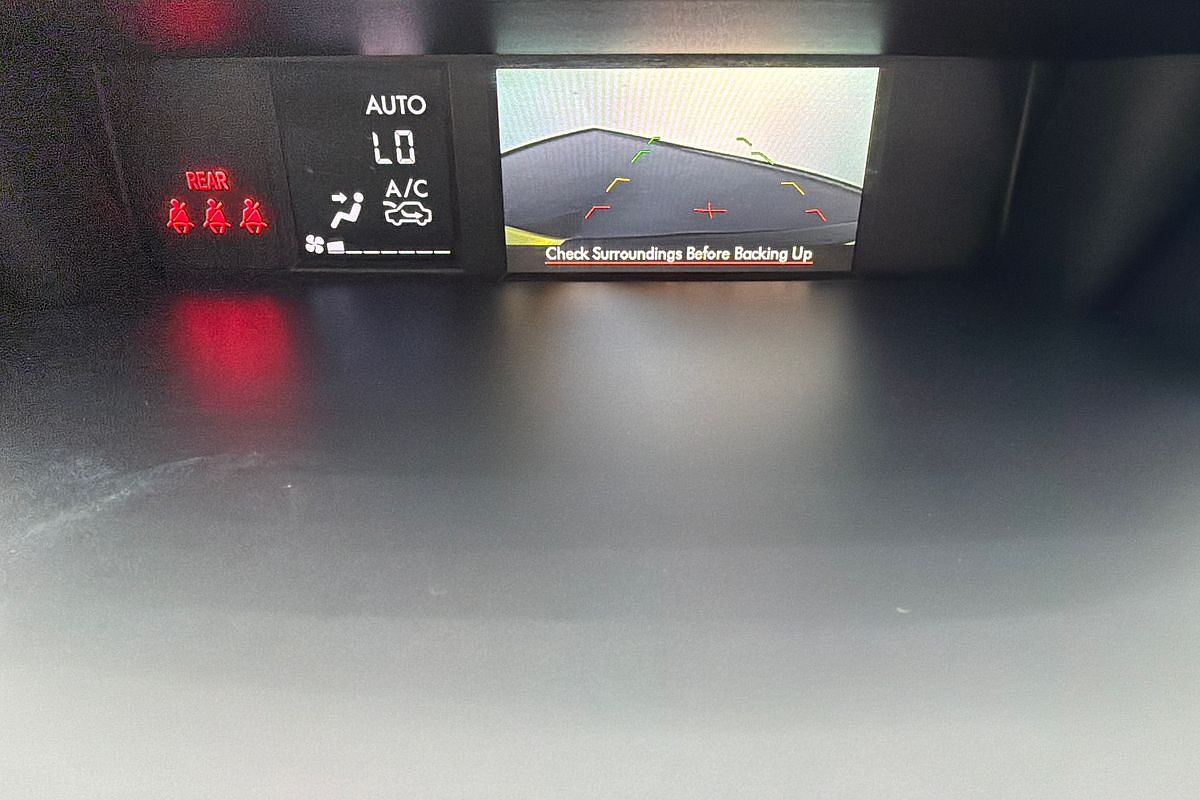 REAR
AUTO
LO
A/C
Check Surroundings Before Backing Up